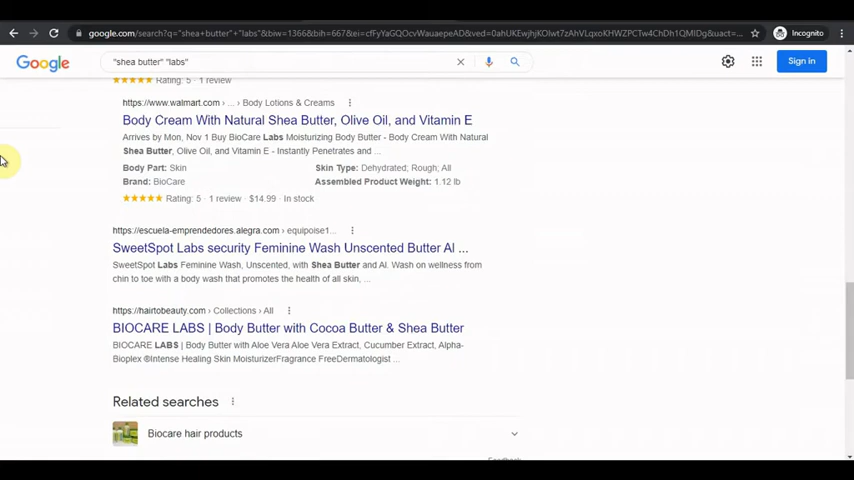 google.com/search?q="shea+butter"+"labs"&biw=1366&bih=667&ei=cfFyYaGQOcvWauaepAD&ved=0ahUKEwjhjKOlwt7zAhVLqxoKHWZPCTw4ChDh1QMIDg&uact=...
Incognito
Google
"shea butter" "labs"
Sign in
Rating: 5 · 1 review
https://www.walmart.com › ... › Body Lotions & Creams
Body Cream With Natural Shea Butter, Olive Oil, and Vitamin E
Arrives by Mon, Nov 1 Buy BioCare Labs Moisturizing Body Butter - Body Cream With Natural
Shea Butter, Olive Oil, and Vitamin E - Instantly Penetrates and ...
Body Part: Skin
Skin Type: Dehydrated; Rough; All
Brand: BioCare
Assembled Product Weight: 1.12 lb
Rating: 5 · 1 review · $14.99 · In stock
https://escuela-emprendedores.alegra.com › equipoise1...
SweetSpot Labs security Feminine Wash Unscented Butter Al ...
SweetSpot Labs Feminine Wash, Unscented, with Shea Butter and Al. Wash on wellness from
chin to toe with a body wash that promotes the health of all skin, ...
https://hairtobeauty.com › Collections › All
BIOCARE LABS | Body Butter with Cocoa Butter & Shea Butter
BIOCARE LABS | Body Butter with Aloe Vera Aloe Vera Extract, Cucumber Extract, Alpha-
Bioplex ®Intense Healing Skin MoisturizerFragrance FreeDermatologist ...
Related searches
Biocare hair products